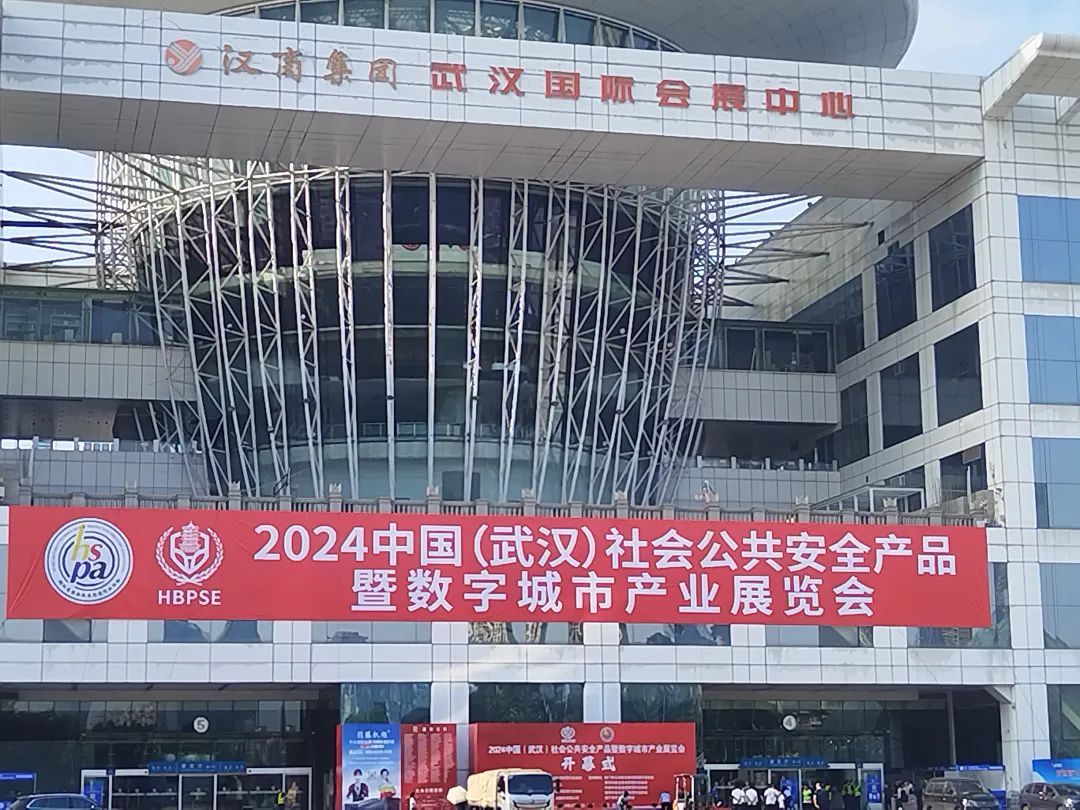 汉商集团 武汉国际会展中心
hs
pa
HBPSE
2024中国(武汉)社会公共安全产品
暨数字城市产业展览会
5
4
2024中国(武汉)社会公共安全产品暨数字城市产业展览会
开幕式